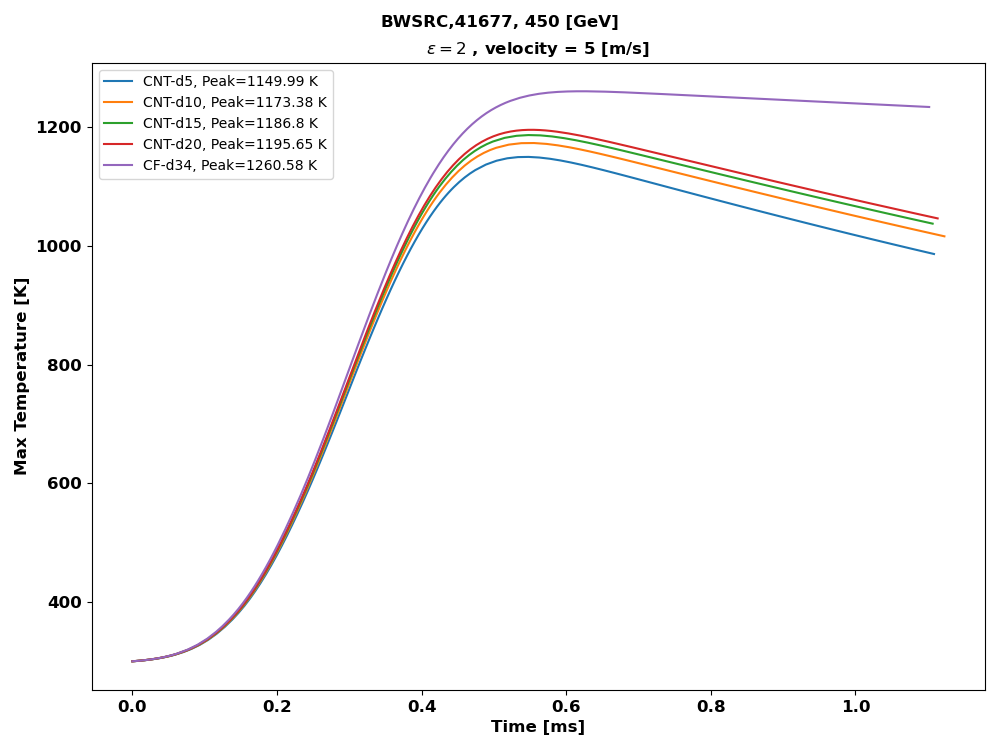 BWSRC,41677, 450 [GeV]
ε = 2 , velocity = 5 [m/s]
CNT-d5, Peak=1149.99 K
CNT-d10, Peak=1173.38 K
CNT-d15, Peak=1186.8 K
CNT-d20, Peak=1195.65 K
CF-d34, Peak=1260.58 K
Max Temperature [K]
1200
1000
800
600
400
0.0 0.2 0.4 0.6 0.8 1.0
Time [ms]